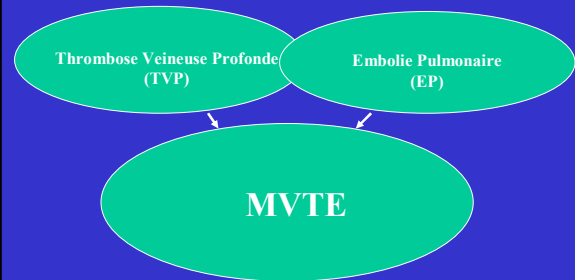 Thrombose Veineuse Profonde
(TVP)
Embolie Pulmonaire
(EP)
MVTE